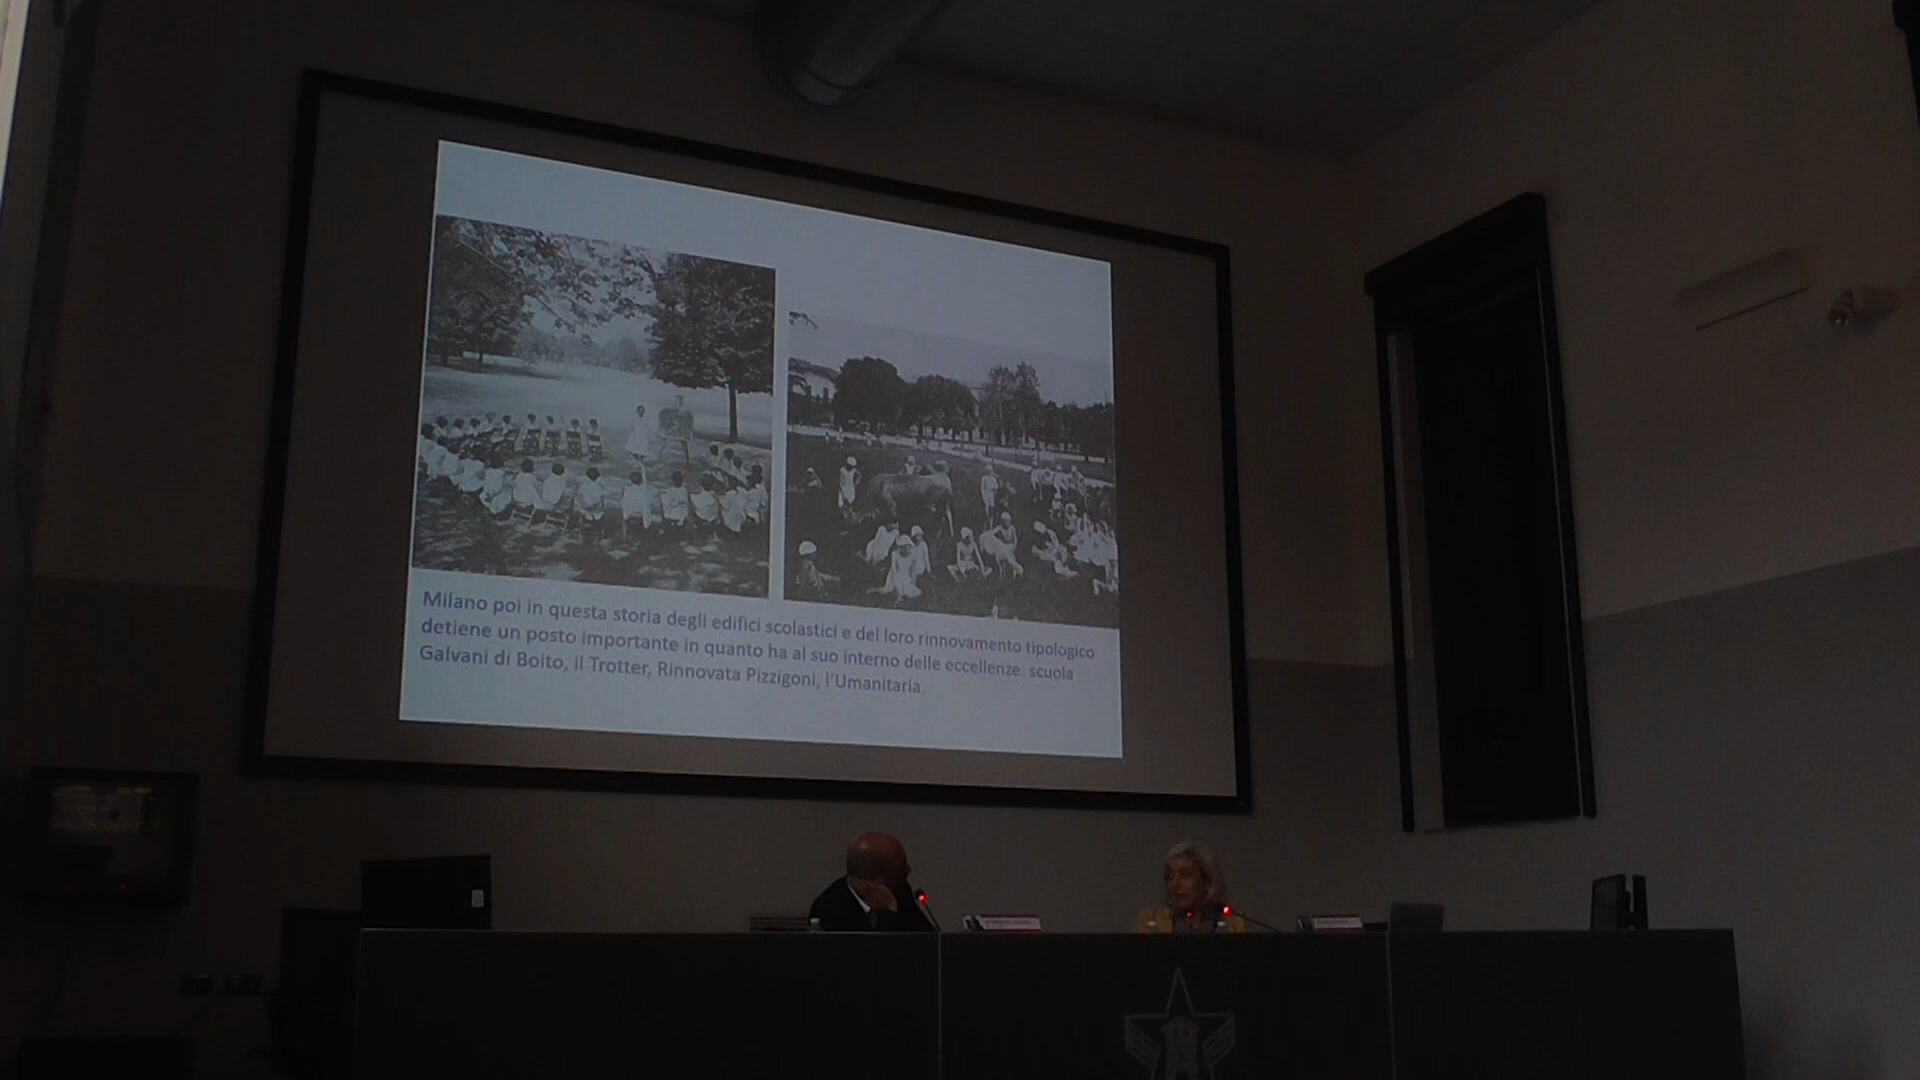 Milano poi in questa storia degli edifici scolastici e del loro rinnovamento tipologico
detiene un posto importante in quanto ha al suo interno delle eccellenze: scuola
Galvani di Boito, il Trotter, Rinnovata Pizzigoni, l'Umanitaria